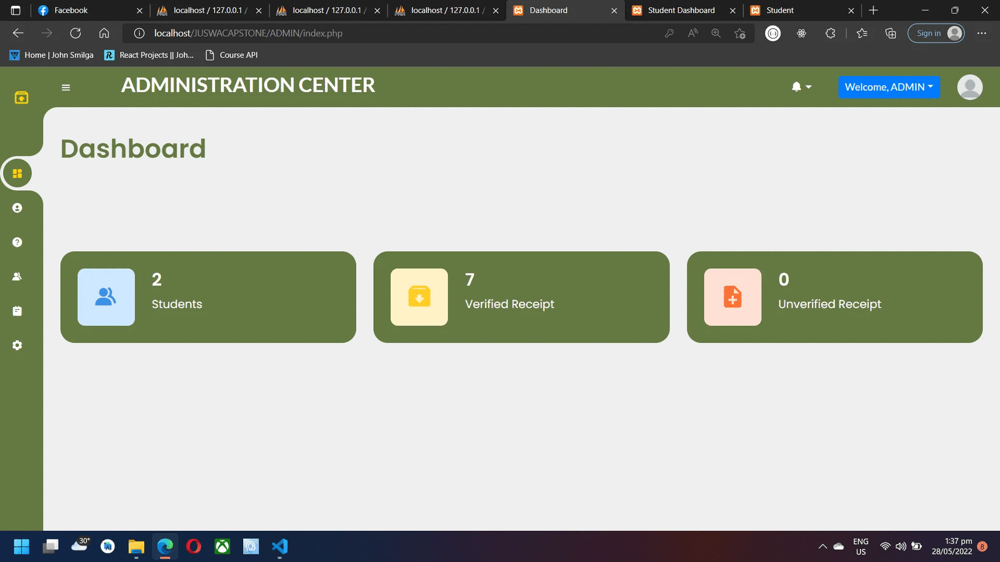 Facebook
localhost / 127.0.0.1 /
localhost / 127.0.0.1 /
localhost / 127.0.0.1 /
Dashboard
Student Dashboard
Student
localhost/JUSWACAPSTONE/ADMIN/index.php
Sign in
Home | John Smilga
React Projects || Joh...
Course API
ADMINISTRATION CENTER
Welcome, ADMIN
Dashboard
2
Students
7
Verified Receipt
0
Unverified Receipt
30°
ENG
US
1:37 pm
28/05/2022
8